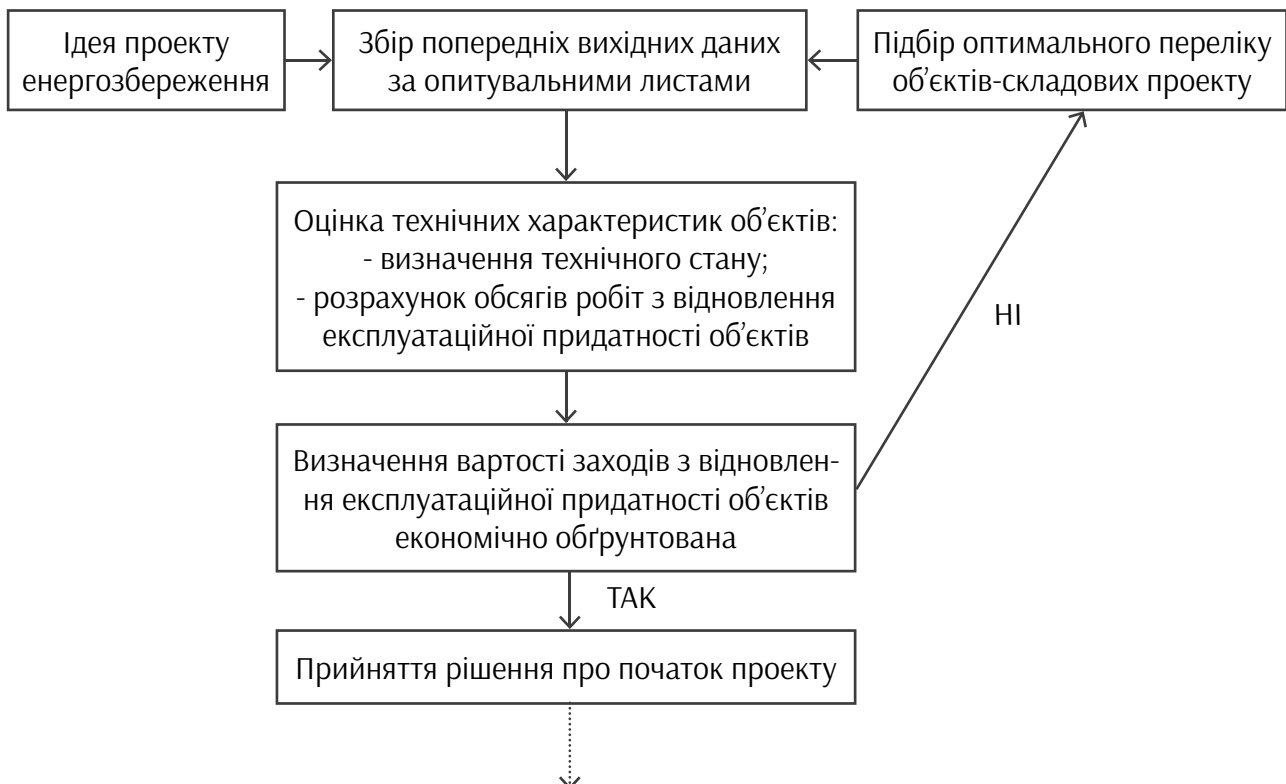 Ідея проекту
енергозбереження
Збір попередніх вихідних даних
за опитувальними листами
Підбір оптимального переліку
об’єктів-складових проекту
Оцінка технічних характеристик об’єктів:
- визначення технічного стану;
- розрахунок обсягів робіт з відновлення
експлуатаційної придатності об’єктів
НІ
Визначення вартості заходів з відновлен-
ня експлуатаційної придатності об’єктів
економічно обґрунтована
ТАК
Прийняття рішення про початок проекту